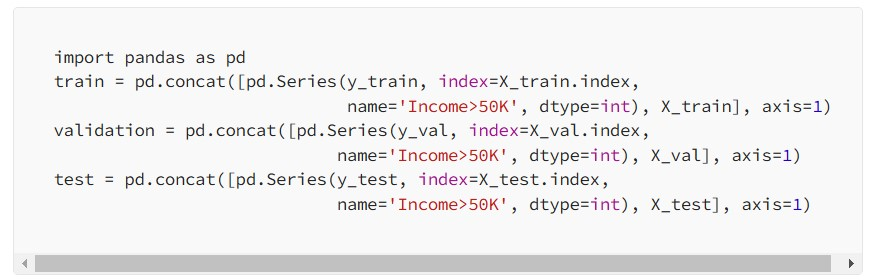 import pandas as pd
train = pd.concat([pd.Series(y_train, index=X_train.index,
                            name='Income>50K', dtype=int), X_train], axis=1)
validation = pd.concat([pd.Series(y_val, index=X_val.index,
                            name='Income>50K', dtype=int), X_val], axis=1)
test = pd.concat([pd.Series(y_test, index=X_test.index,
                            name='Income>50K', dtype=int), X_test], axis=1)